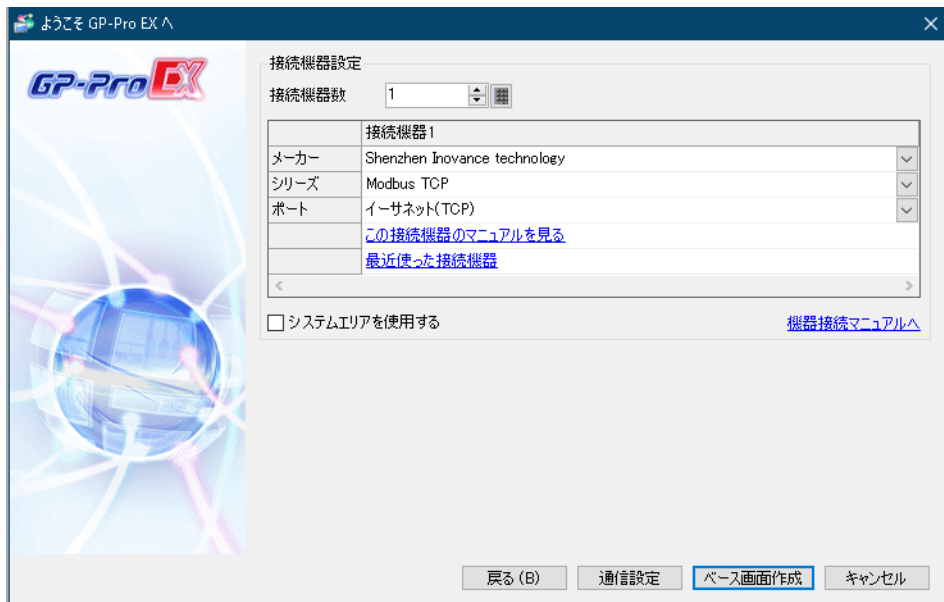 ようこそ GP-Pro EX へ
GP-Pro EX
接続機器設定
接続機器数 1
接続機器1
メーカー Shenzhen Inovance technology
シリーズ Modbus TCP
ポート イーサネット(TCP)
この接続機器のマニュアルを見る
最近使った接続機器
システムエリアを使用する 機器接続マニュアルへ
戻る(B) 通信設定 ベース画面作成 キャンセル